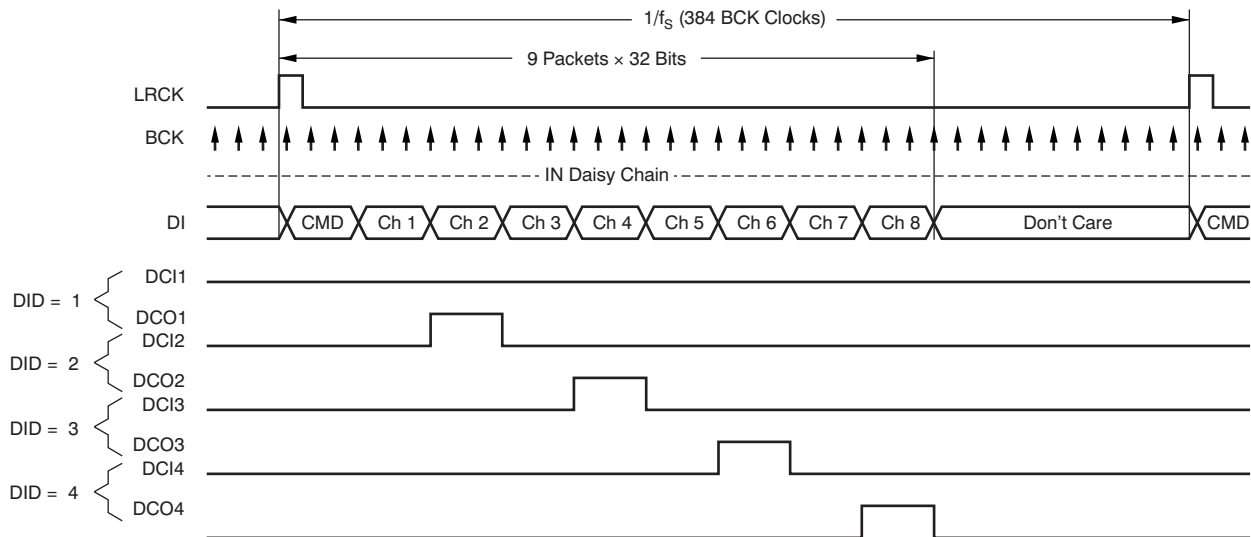 1/fS (384 BCK Clocks)
9 Packets × 32 Bits
LRCK
BCK
IN Daisy Chain
DI CMD Ch 1 Ch 2 Ch 3 Ch 4 Ch 5 Ch 6 Ch 7 Ch 8 Don't Care CMD
DCI1
DID = 1
DCO1
DCI2
DID = 2
DCO2
DCI3
DID = 3
DCO3
DCI4
DID = 4
DCO4